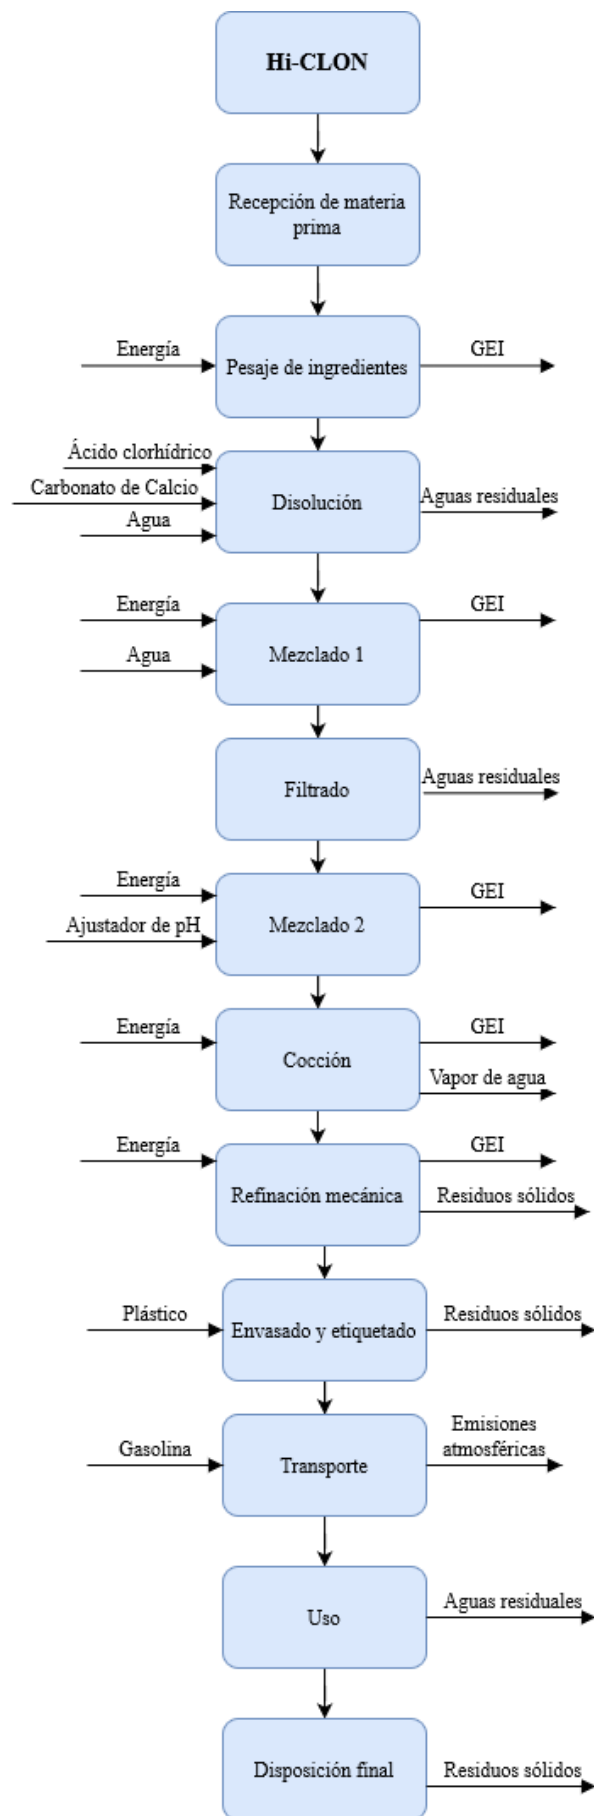 Hi-CLON
Recepción de materia
prima
Energía
GEI
Pesaje de ingredientes
Ácido clorhídrico
Carbonato de Calcio
Agua
Disolución
Aguas residuales
Energía
GEI
Agua
Mezclado 1
Filtrado
Aguas residuales
Energía
GEI
Ajustador de pH
Mezclado 2
Energía
GEI
Cocción
Vapor de agua
Energía
GEI
Refinación mecánica
Residuos sólidos
Plástico
Envasado y etiquetado
Residuos sólidos
Gasolina
Transporte
Emisiones
atmosféricas
Uso
Aguas residuales
Disposición final
Residuos sólidos